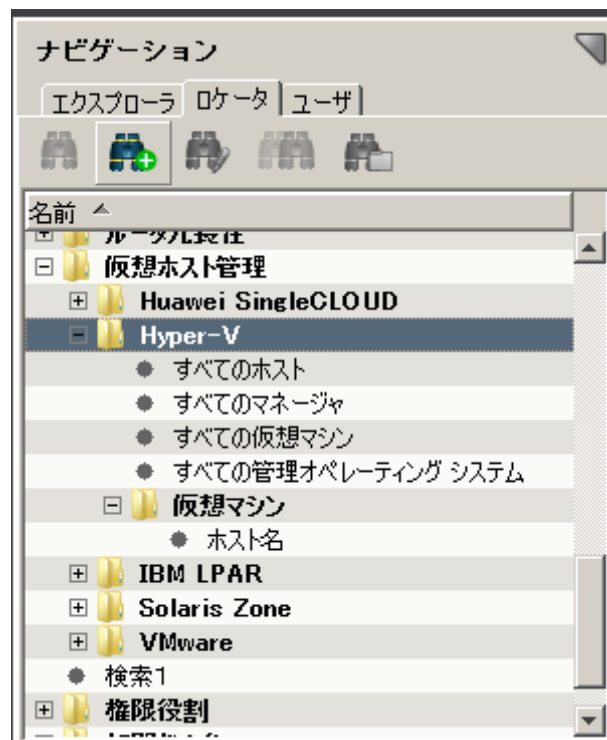 ナビゲーション
エクスプローラ ロケータ ユーザ
名前
仮想ホスト管理
Huawei SingleCLOUD
Hyper-V
すべてのホスト
すべてのマネージャ
すべての仮想マシン
すべての管理オペレーティング システム
仮想マシン
ホスト名
IBM LPAR
Solaris Zone
VMware
検索1
権限役割